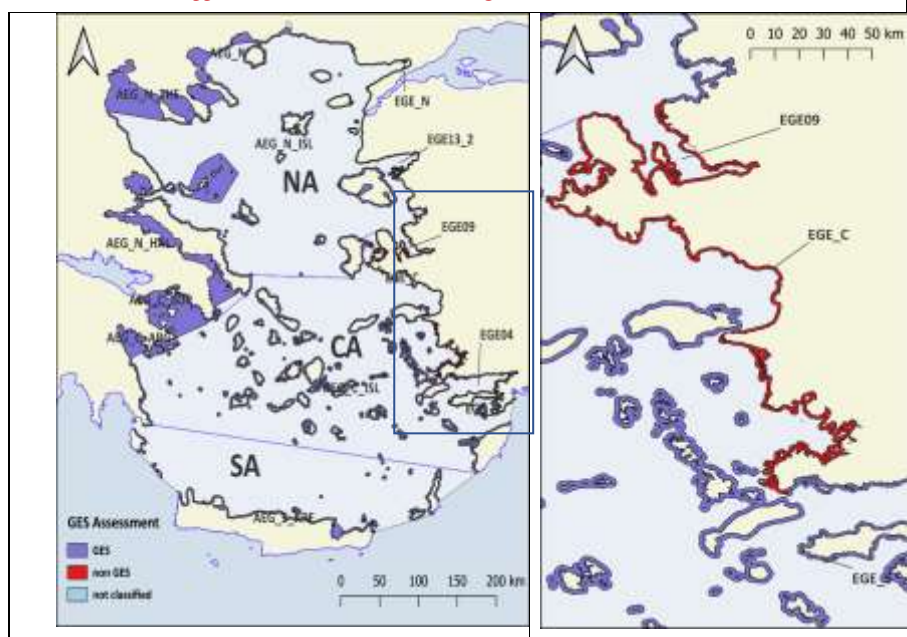 AEG_N
AEG_N_THE
EGE_N
AEG_N_ISL
EGE13_2
NA
EGE09
CA
EGE04
SA
GES Assessment
GES
non GES
not classified
0 50 100 150 200 km
0 10 20 30 40 50 km
EGE09
EGE_C